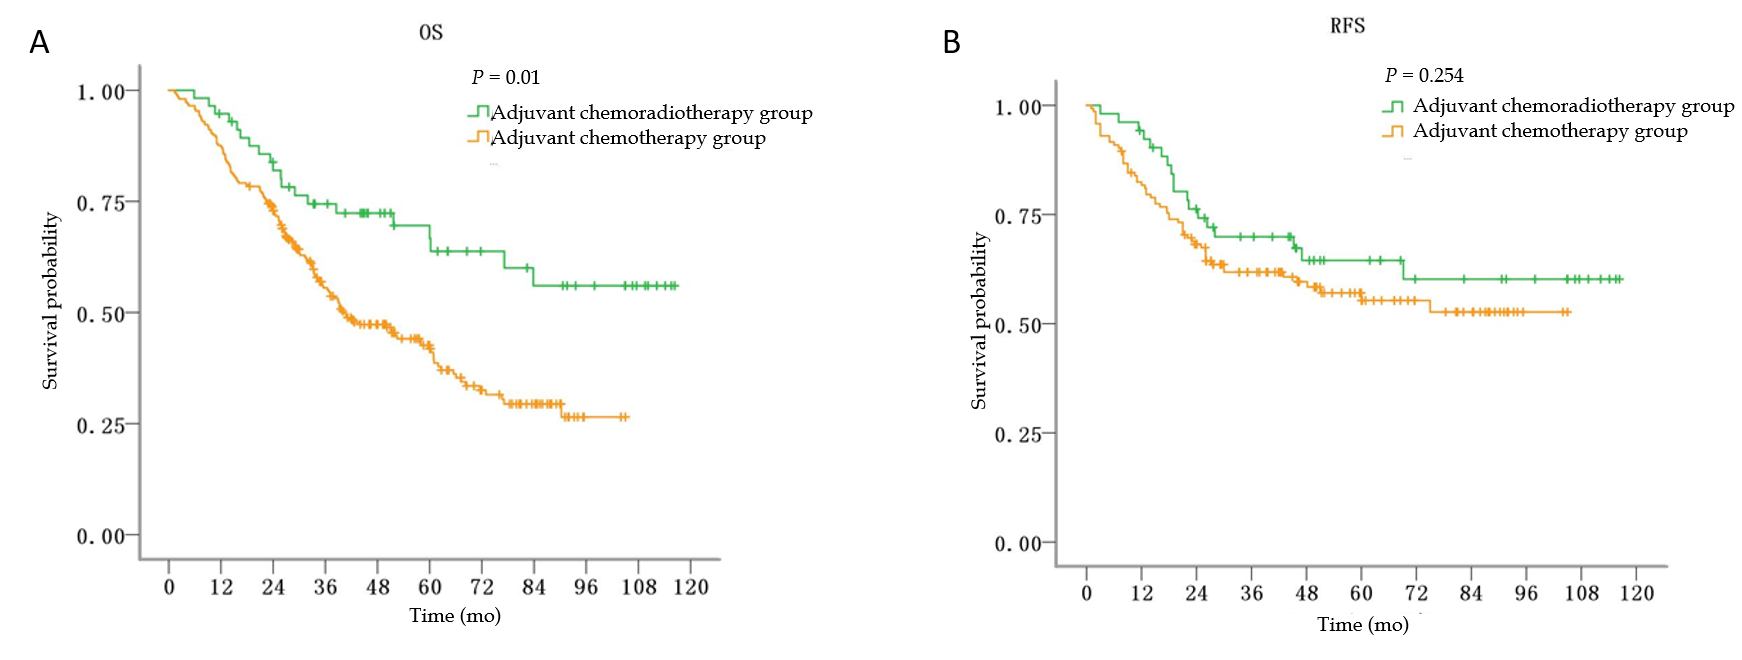 A
OS
P = 0.01
Adjuvant chemoradiotherapy group
Adjuvant chemotherapy group
1.00
0.75
0.50
0.25
0.00
Survival probability
0 12 24 36 48 60 72 84 96 108 120
Time (mo)
B
RFS
P = 0.254
Adjuvant chemoradiotherapy group
Adjuvant chemotherapy group
1.00
0.75
0.50
0.25
0.00
Survival probability
0 12 24 36 48 60 72 84 96 108 120
Time (mo)